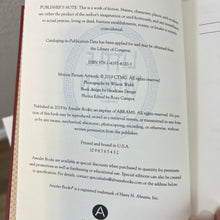 PUBLISHER'S NOTE: This is a work of fiction. Names, characters, places, and incidents
are either the product of the author's imagination or used fictitiously, and any resemblance
to actual persons, living or dead, business establishments, events, or locales is entirely
coincidental.
Cataloging-in-Publication Data has been applied for and may be obtained from
the Library of Congress.
ISBN 978-1-4197-
Motion Picture Artwork © 2019 CTMG. All rights reserved.
Photography by Wilson Webb
Book design by Headcase Design
Photos Edited by Rosey Campos
Published in 2019 by Amulet Books, an imprint of ABRAMS. All rights reserved. No portion
of this book may be reproduced, stored in a retrieval system, or transmitted in any form or by
any means, mechanical, electronic, photocopying, recording, or otherwise, without
written permission from the publisher.
Printed and bound in U.S.A.
10 9 8 7 6 5 4 3 2
Amulet Books are available at special discounts when purchased in quantity for premiums
and promotions as well as fundraising or educational use. Special editions can also be created
to specification. For details, contact specialsales@abramsbooks.com or the address below.
Amulet Books® is a registered trademark of Harry N. Abrams, Inc.
A